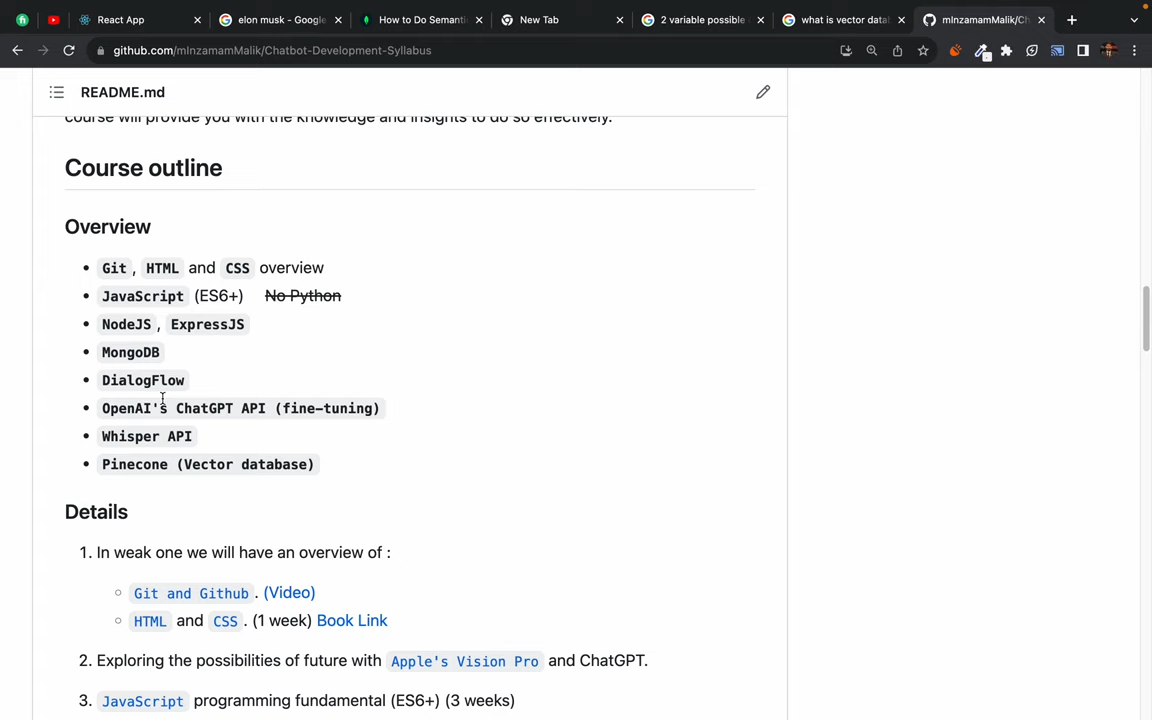 React App
elon musk - Google
How to Do Semanti
New Tab
2 variable possible
what is vector data
mInzamamMalik/Ch
github.com/mInzamamMalik/Chatbot-Development-Syllabus
README.md
course will provide you with the knowledge and insights to do so effectively.
Course outline
Overview
• Git , HTML and CSS overview
• JavaScript (ES6+) No Python
• NodeJS , ExpressJS
• MongoDB
• DialogFlow
• OpenAI's ChatGPT API (fine-tuning)
• Whisper API
• Pinecone (Vector database)
Details
1. In weak one we will have an overview of :
Git and Github . (Video)
HTML and CSS . (1 week) Book Link
2. Exploring the possibilities of future with Apple's Vision Pro and ChatGPT.
3. JavaScript programming fundamental (ES6+) (3 weeks)